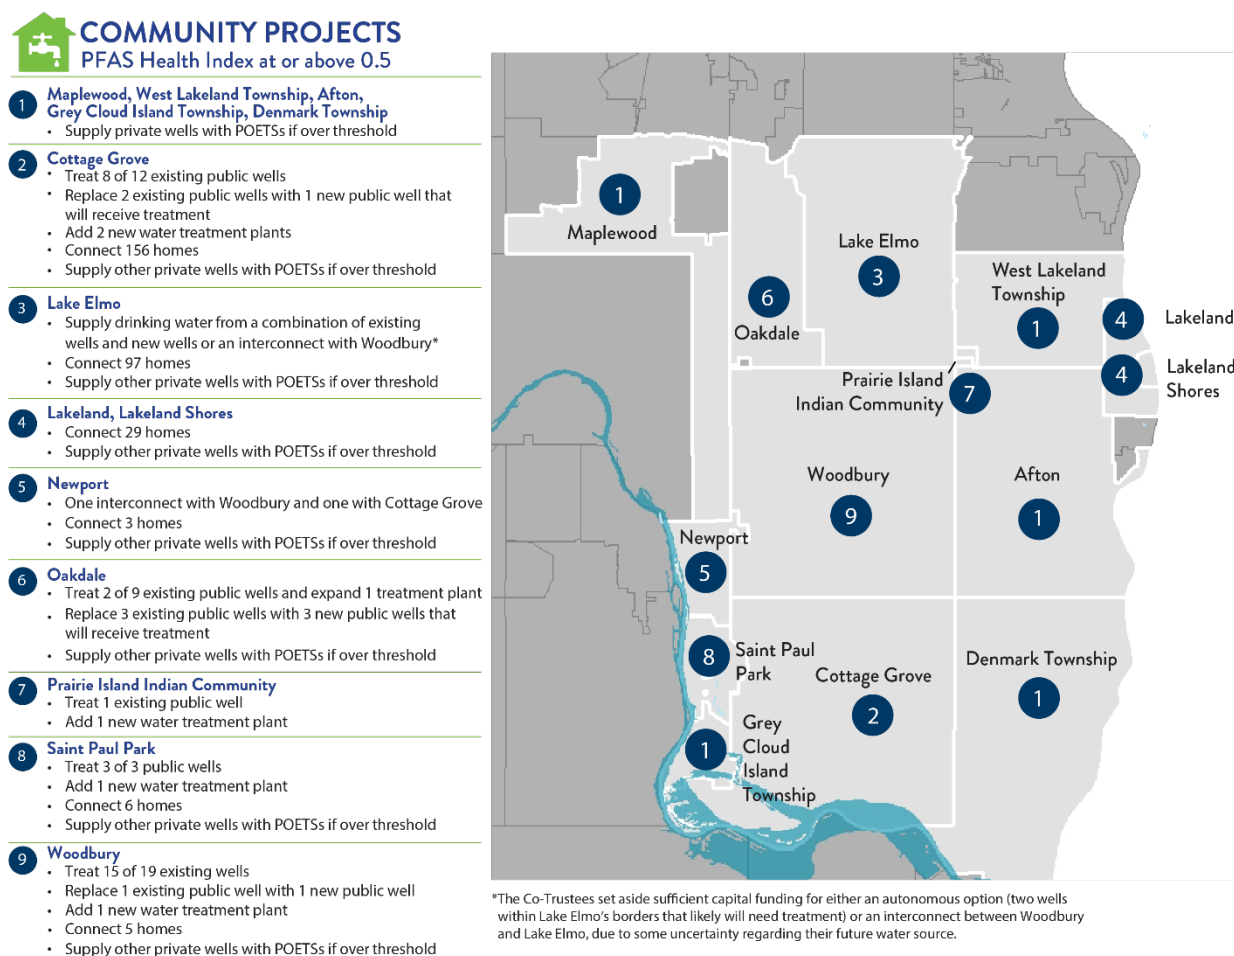 COMMUNITY PROJECTS
PFAS Health Index at or above 0.5
1
Maplewood, West Lakeland Township, Afton,
Grey Cloud Island Township, Denmark Township
• Supply private wells with POETS if over threshold
2
Cottage Grove
• Treat 8 of 12 existing public wells
• Replace 2 existing public wells with 1 new public well that
will receive treatment
• Add 2 new water treatment plants
• Connect 156 homes
• Supply other private wells with POETSs if over threshold
3
Lake Elmo
• Supply drinking water from a combination of existing
wells and new wells or an interconnect with Woodbury*
• Connect 97 homes
• Supply other private wells with POETSs if over threshold
4
Lakeland, Lakeland Shores
• Connect 29 homes
• Supply other private wells with POETSs if over threshold
5
Newport
• One interconnect with Woodbury and one with Cottage Grove
• Connect 3 homes
• Supply other private wells with POETSs if over threshold
6
Oakdale
• Treat 2 of 9 existing public wells and expand 1 treatment plant
• Replace 3 existing public wells with 3 new public wells that
will receive treatment
• Supply other private wells with POETSs if over threshold
7
Prairie Island Indian Community
• Treat 1 existing public well
• Add 1 new water treatment plant
8
Saint Paul Park
• Treat 3 of 3 public wells
• Add 1 new water treatment plant
• Connect 6 homes
• Supply other private wells with POETSs if over threshold
9
Woodbury
• Treat 15 of 19 existing wells
• Replace 1 existing public well with 1 new public well
• Add 1 new water treatment plant
• Connect 5 homes
• Supply other private wells with POETSs if over threshold
1
Maplewood
Lake Elmo
3
6
Oakdale
West Lakeland
Township
1
4
Lakeland
4
Lakeland
Shores
Prairie Island
Indian Community
7
Woodbury
9
Afton
1
Newport
5
8
Saint Paul
Park
Cottage Grove
2
Denmark Township
1
1
Grey
Cloud
Island
Township
*The Co-Trustees set aside sufficient capital funding for either an autonomous option (two wells
within Lake Elmo's borders that likely will need treatment) or an interconnect between Woodbury
and Lake Elmo, due to some uncertainty regarding their future water source.